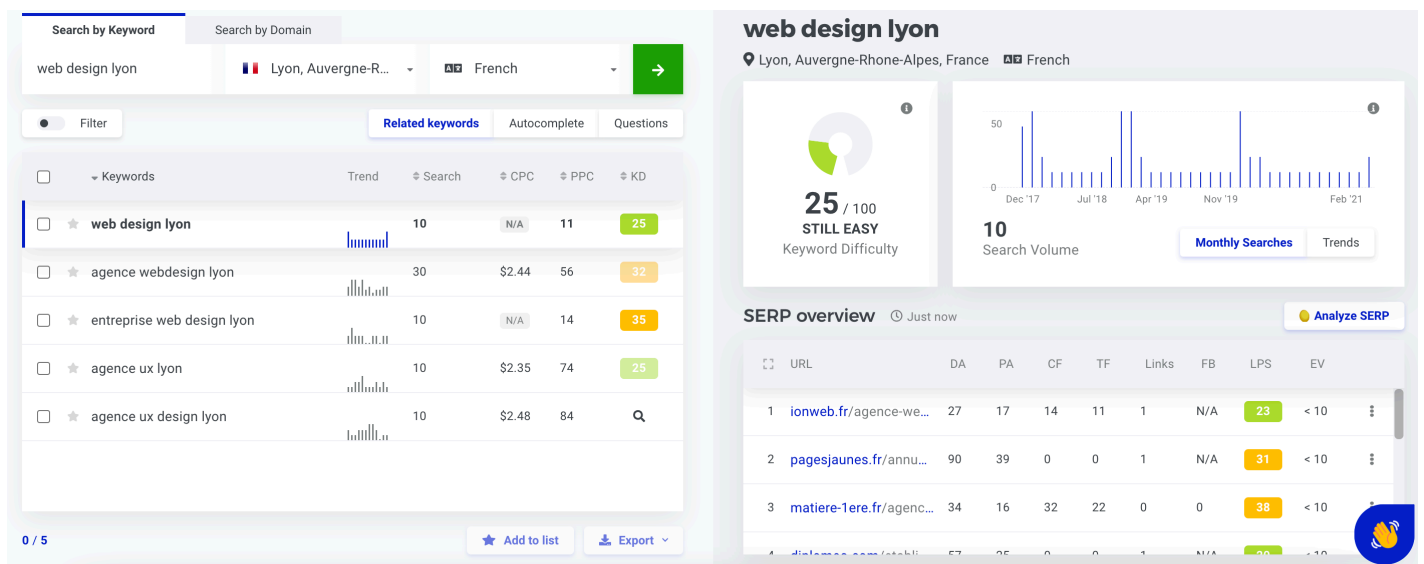 Search by Keyword Search by Domain
web design lyon Lyon, Auvergne-R... French
Filter Related keywords Autocomplete Questions
Keywords Trend Search CPC PPC KD
web design lyon 10 N/A 11 25
agence webdesign lyon 30 $2.44 56 32
entreprise web design lyon 10 N/A 14 35
agence ux lyon 10 $2.35 74 25
agence ux design lyon 10 $2.48 84
0 / 5 Add to list Export
web design lyon
Lyon, Auvergne-Rhone-Alpes, France French
25 / 100
STILL EASY
Keyword Difficulty
50
0
Dec '17 Jul '18 Apr '19 Nov '19 Feb '21
10
Search Volume
Monthly Searches Trends
SERP overview Just now Analyze SERP
URL DA PA CF TF Links FB LPS EV
1 ionweb.fr/agence-we... 27 17 14 11 1 N/A 23 < 10
2 pagesjaunes.fr/annu... 90 39 0 0 1 N/A 31 < 10
3 matiere-1ere.fr/agenc... 34 16 32 22 0 0 38 < 10